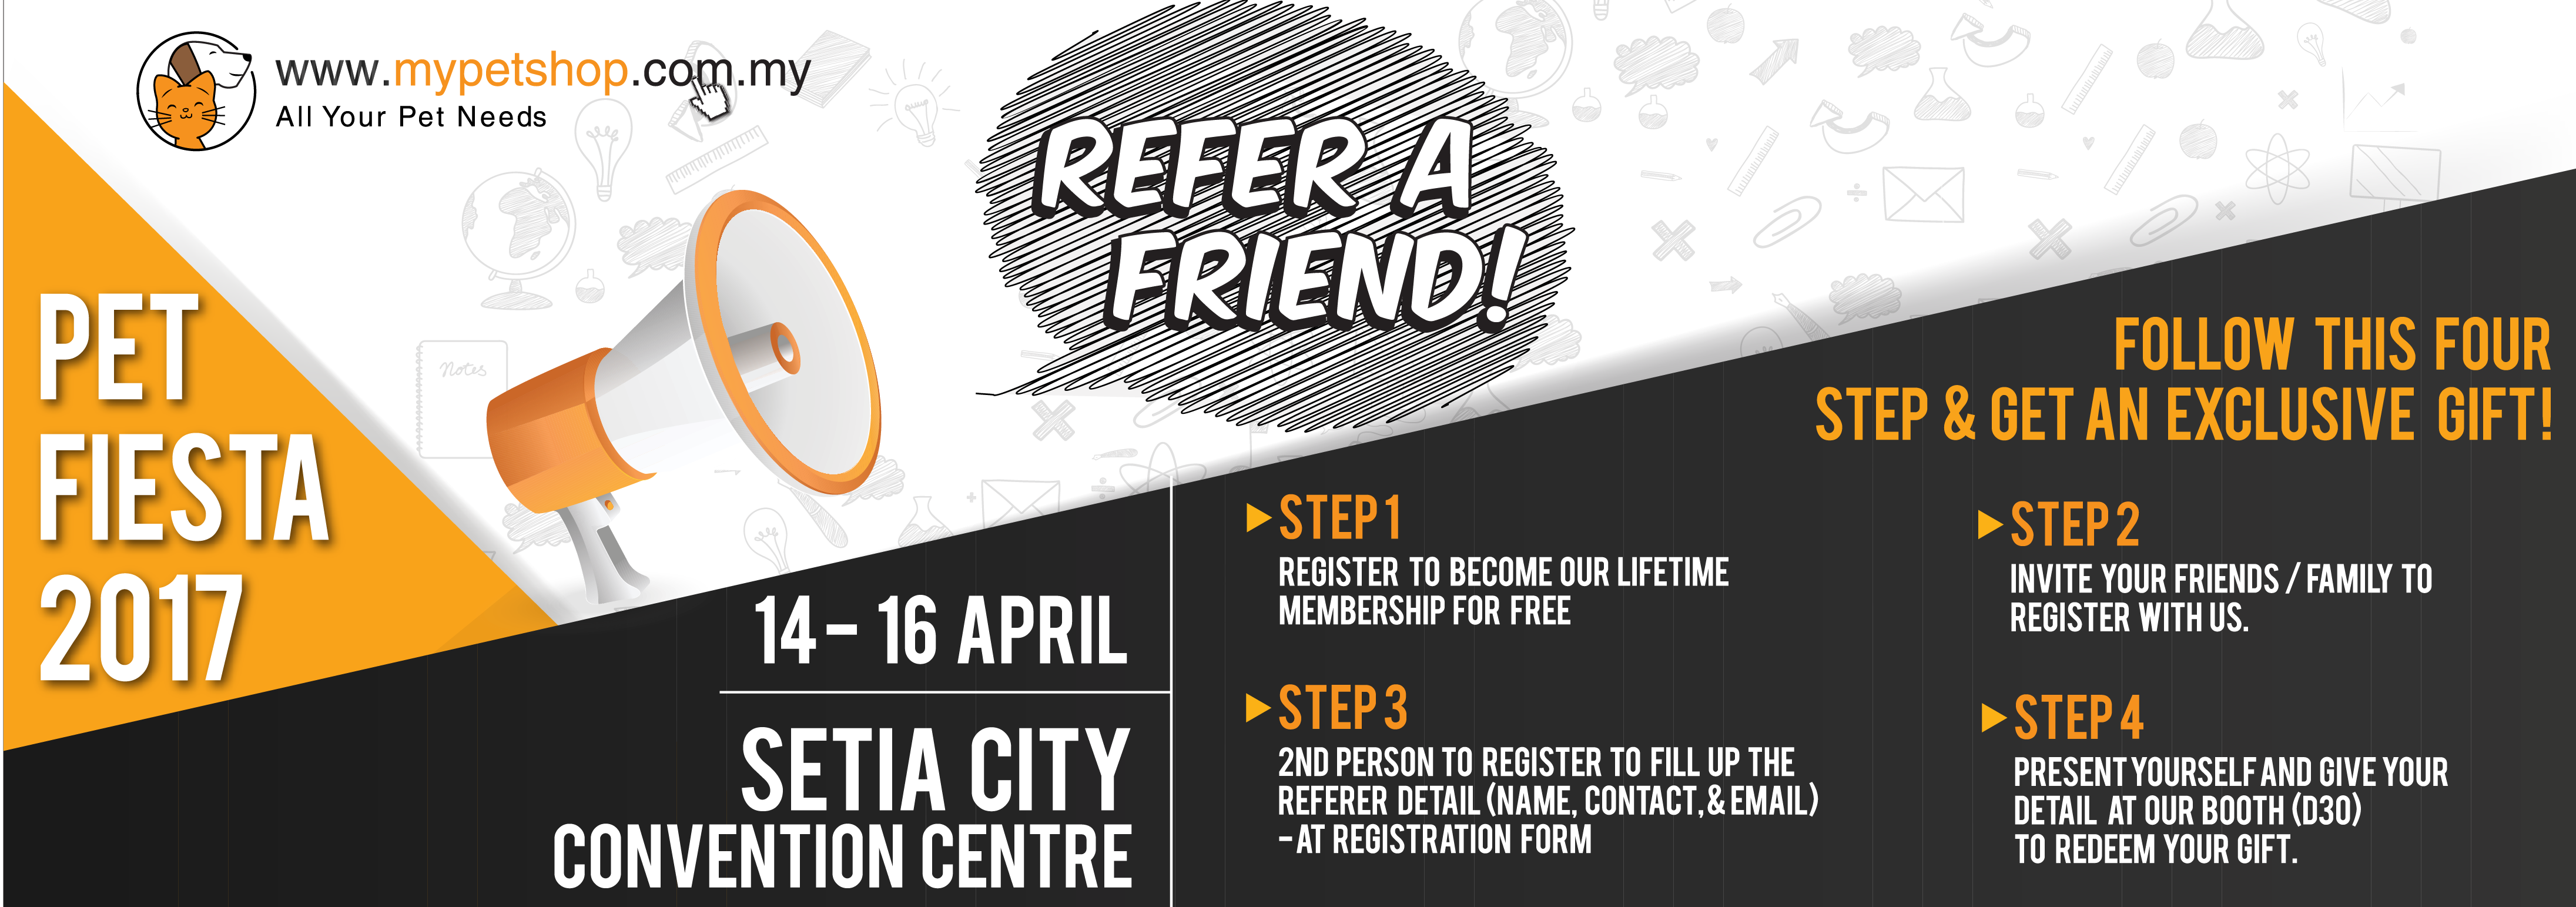 www.mypetshop.com.my
All Your Pet Needs
REFER A
FRIEND!
Notes
PET
FIESTA
2017
14 – 16 APRIL
SETIA CITY
CONVENTION CENTRE
FOLLOW THIS FOUR
STEP & GET AN EXCLUSIVE GIFT!
STEP 1
REGISTER TO BECOME OUR LIFETIME
MEMBERSHIP FOR FREE
STEP 2
INVITE YOUR FRIENDS / FAMILY TO
REGISTER WITH US.
STEP 3
2ND PERSON TO REGISTER TO FILL UP THE
REFERER DETAIL (NAME, CONTACT, & EMAIL)
– AT REGISTRATION FORM
STEP 4
PRESENT YOURSELF AND GIVE YOUR
DETAIL AT OUR BOOTH (D30)
TO REDEEM YOUR GIFT.